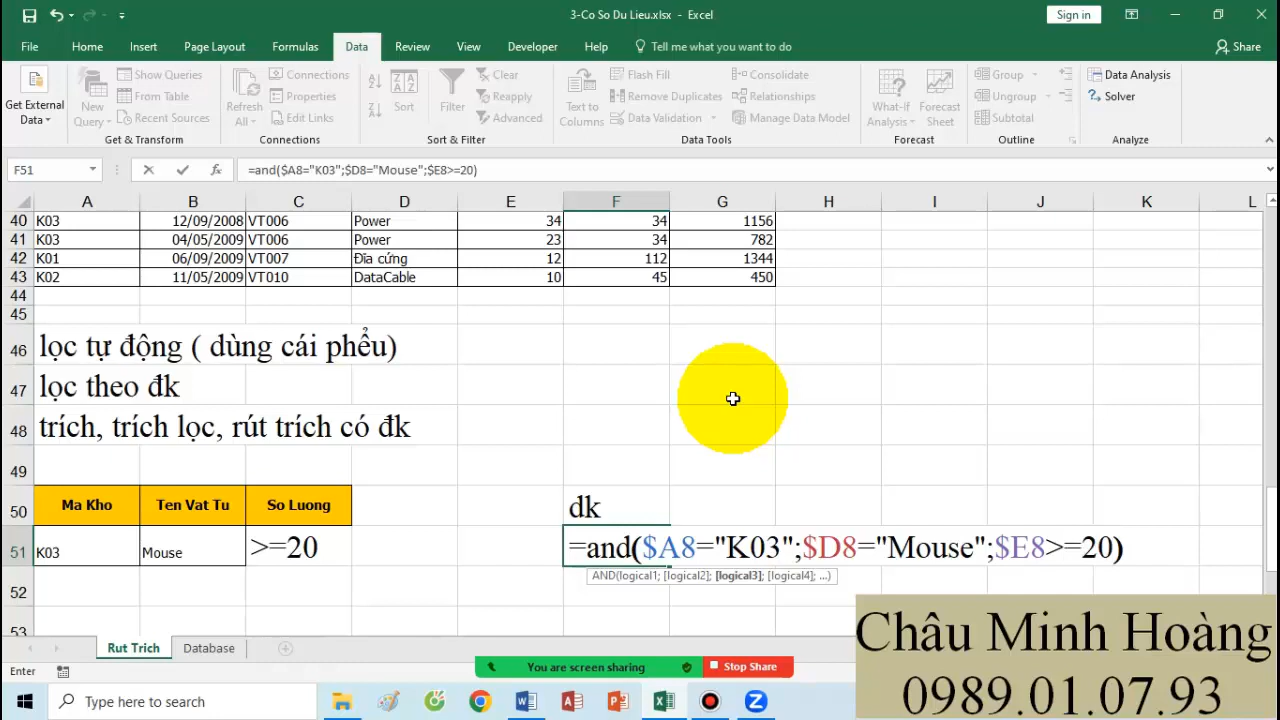 3-Co So Du Lieu.xlsx - Excel
Sign in
File Home Insert Page Layout Formulas Data Review View Developer Help Tell me what you want to do Share
Get External Data
New Query
Show Queries
From Table
Recent Sources
Get & Transform
Refresh All
Connections
Properties
Edit Links
Connections
Sort
Filter
Clear
Reapply
Advanced
Sort & Filter
Text to Columns
Flash Fill
Remove Duplicates
Data Validation
Consolidate
Relationships
Manage Data Model
Data Tools
What-If Analysis
Forecast Sheet
Forecast
Group
Ungroup
Subtotal
Outline
Data Analysis
Solver
Analyze
F51 fx =and($A8="K03";$D8="Mouse";$E8>=20)
A B C D E F G H I J K L
40 K03 12/09/2008 VT006 Power 34 34 1156
41 K03 04/05/2009 VT006 Power 23 34 782
42 K01 06/09/2009 VT007 Đĩa cứng 12 112 1344
43 K02 11/05/2009 VT010 DataCable 10 45 450
44
45
46 lọc tự động ( dùng cái phểu)
47 lọc theo đk
48 trích, trích lọc, rút trích có đk
49
50 Ma Kho Ten Vat Tu So Luong dk
51 K03 Mouse >=20 =and($A8="K03";$D8="Mouse";$E8>=20)
AND(logical1; [logical2]; [logical3]; [logical4]; ...)
52
53
Châu Minh Hoàng
0989.01.07.93
Rut Trich Database
Enter
You are screen sharing Stop Share
Type here to search